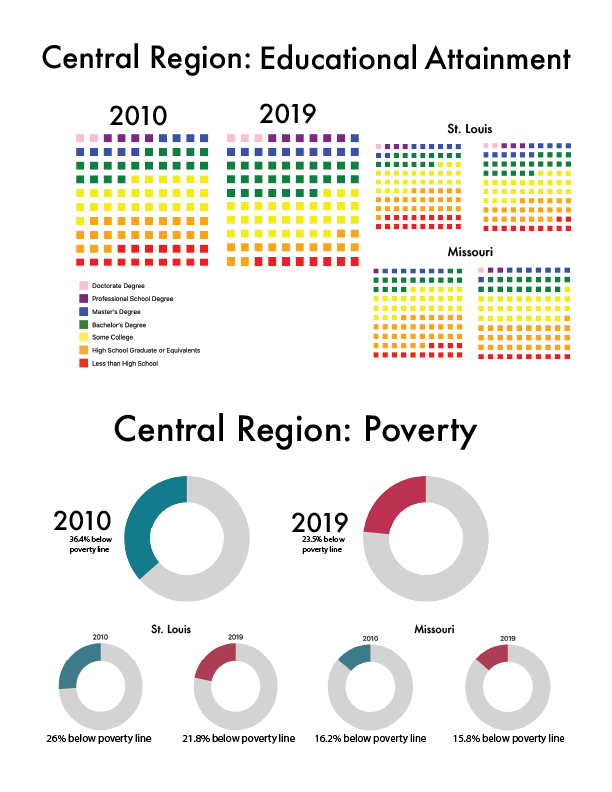 Central Region: Educational Attainment
2010
2019
St. Louis
Missouri
Doctorate Degree
Professional School Degree
Master's Degree
Bachelor's Degree
Some College
High School Graduate or Equivalents
Less than High School
Central Region: Poverty
2010
36.4% below
poverty line
2019
23.5% below
poverty line
St. Louis
Missouri
2010
2019
2010
2019
26% below poverty line
21.8% below poverty line
16.2% below poverty line
15.8% below poverty line